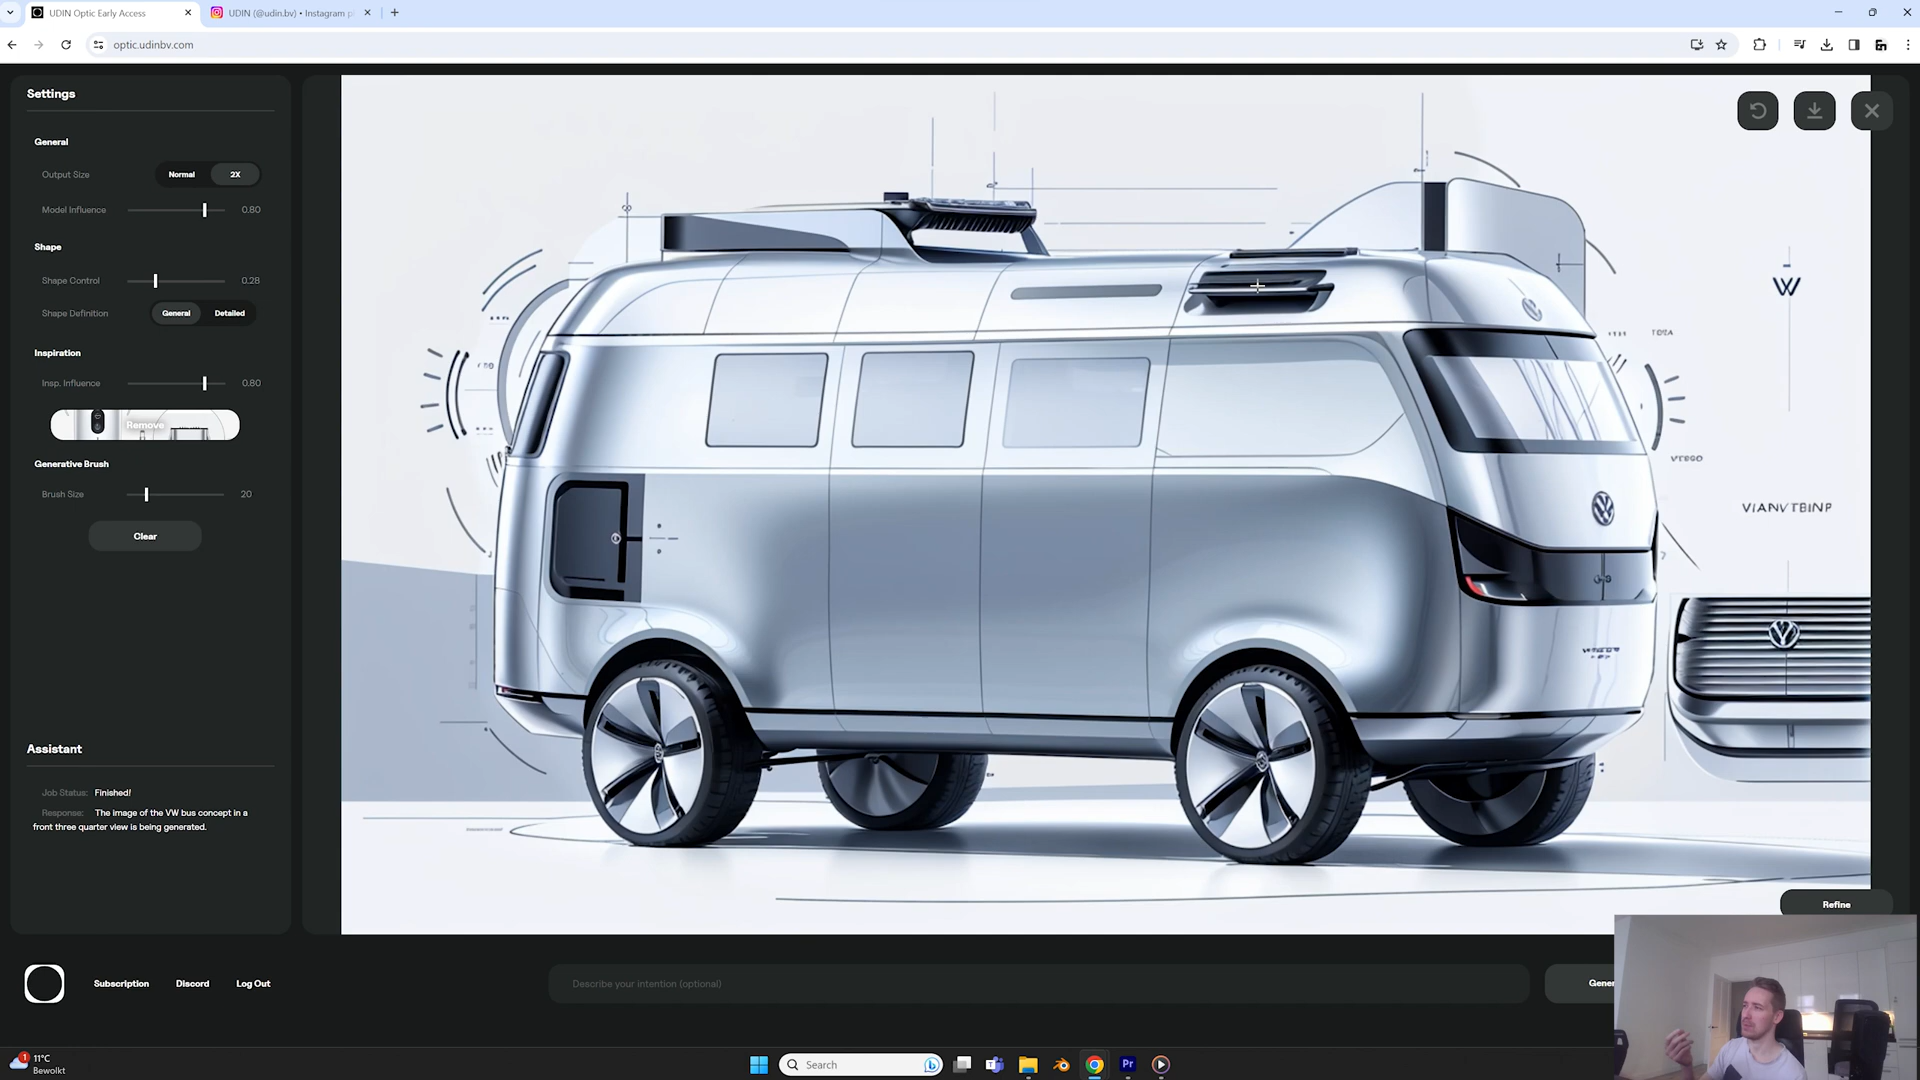 UDIN Optic Early Access
UDIN (@udin.bv) • Instagram p
optic.udinbv.com
Settings
General
Output Size
Normal
2X
Model Influence
0.80
Shape
Shape Control
0.28
Shape Definition
General
Detailed
Inspiration
Insp. Influence
0.80
Remove
Generative Brush
Brush Size
20
Clear
Assistant
Job Status: Finished!
Response: The image of the VW bus concept in a
front three quarter view is being generated.
W
VIANVTBINP
Refine
Subscription
Discord
Log Out
Describe your intention (optional)
Gener
1
11°C
Bewolkt
Search
Pr